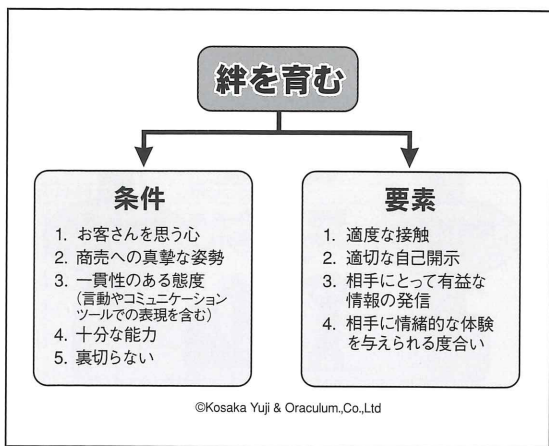 絆を育む
条件
1. お客さんを思う心
2. 商売への真摯な姿勢
3. 一貫性のある態度
(言動やコミュニケーション
ツールでの表現を含む)
4. 十分な能力
5. 裏切らない
要素
1. 適度な接触
2. 適切な自己開示
3. 相手にとって有益な
情報の発信
4. 相手に情緒的な体験
を与えられる度合い
©Kosaka Yuji & Oraculum.,Co.,Ltd